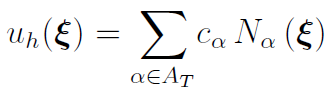 u_h(𝝃) = ∑_{α∈A_T} c_α N_α (𝝃)